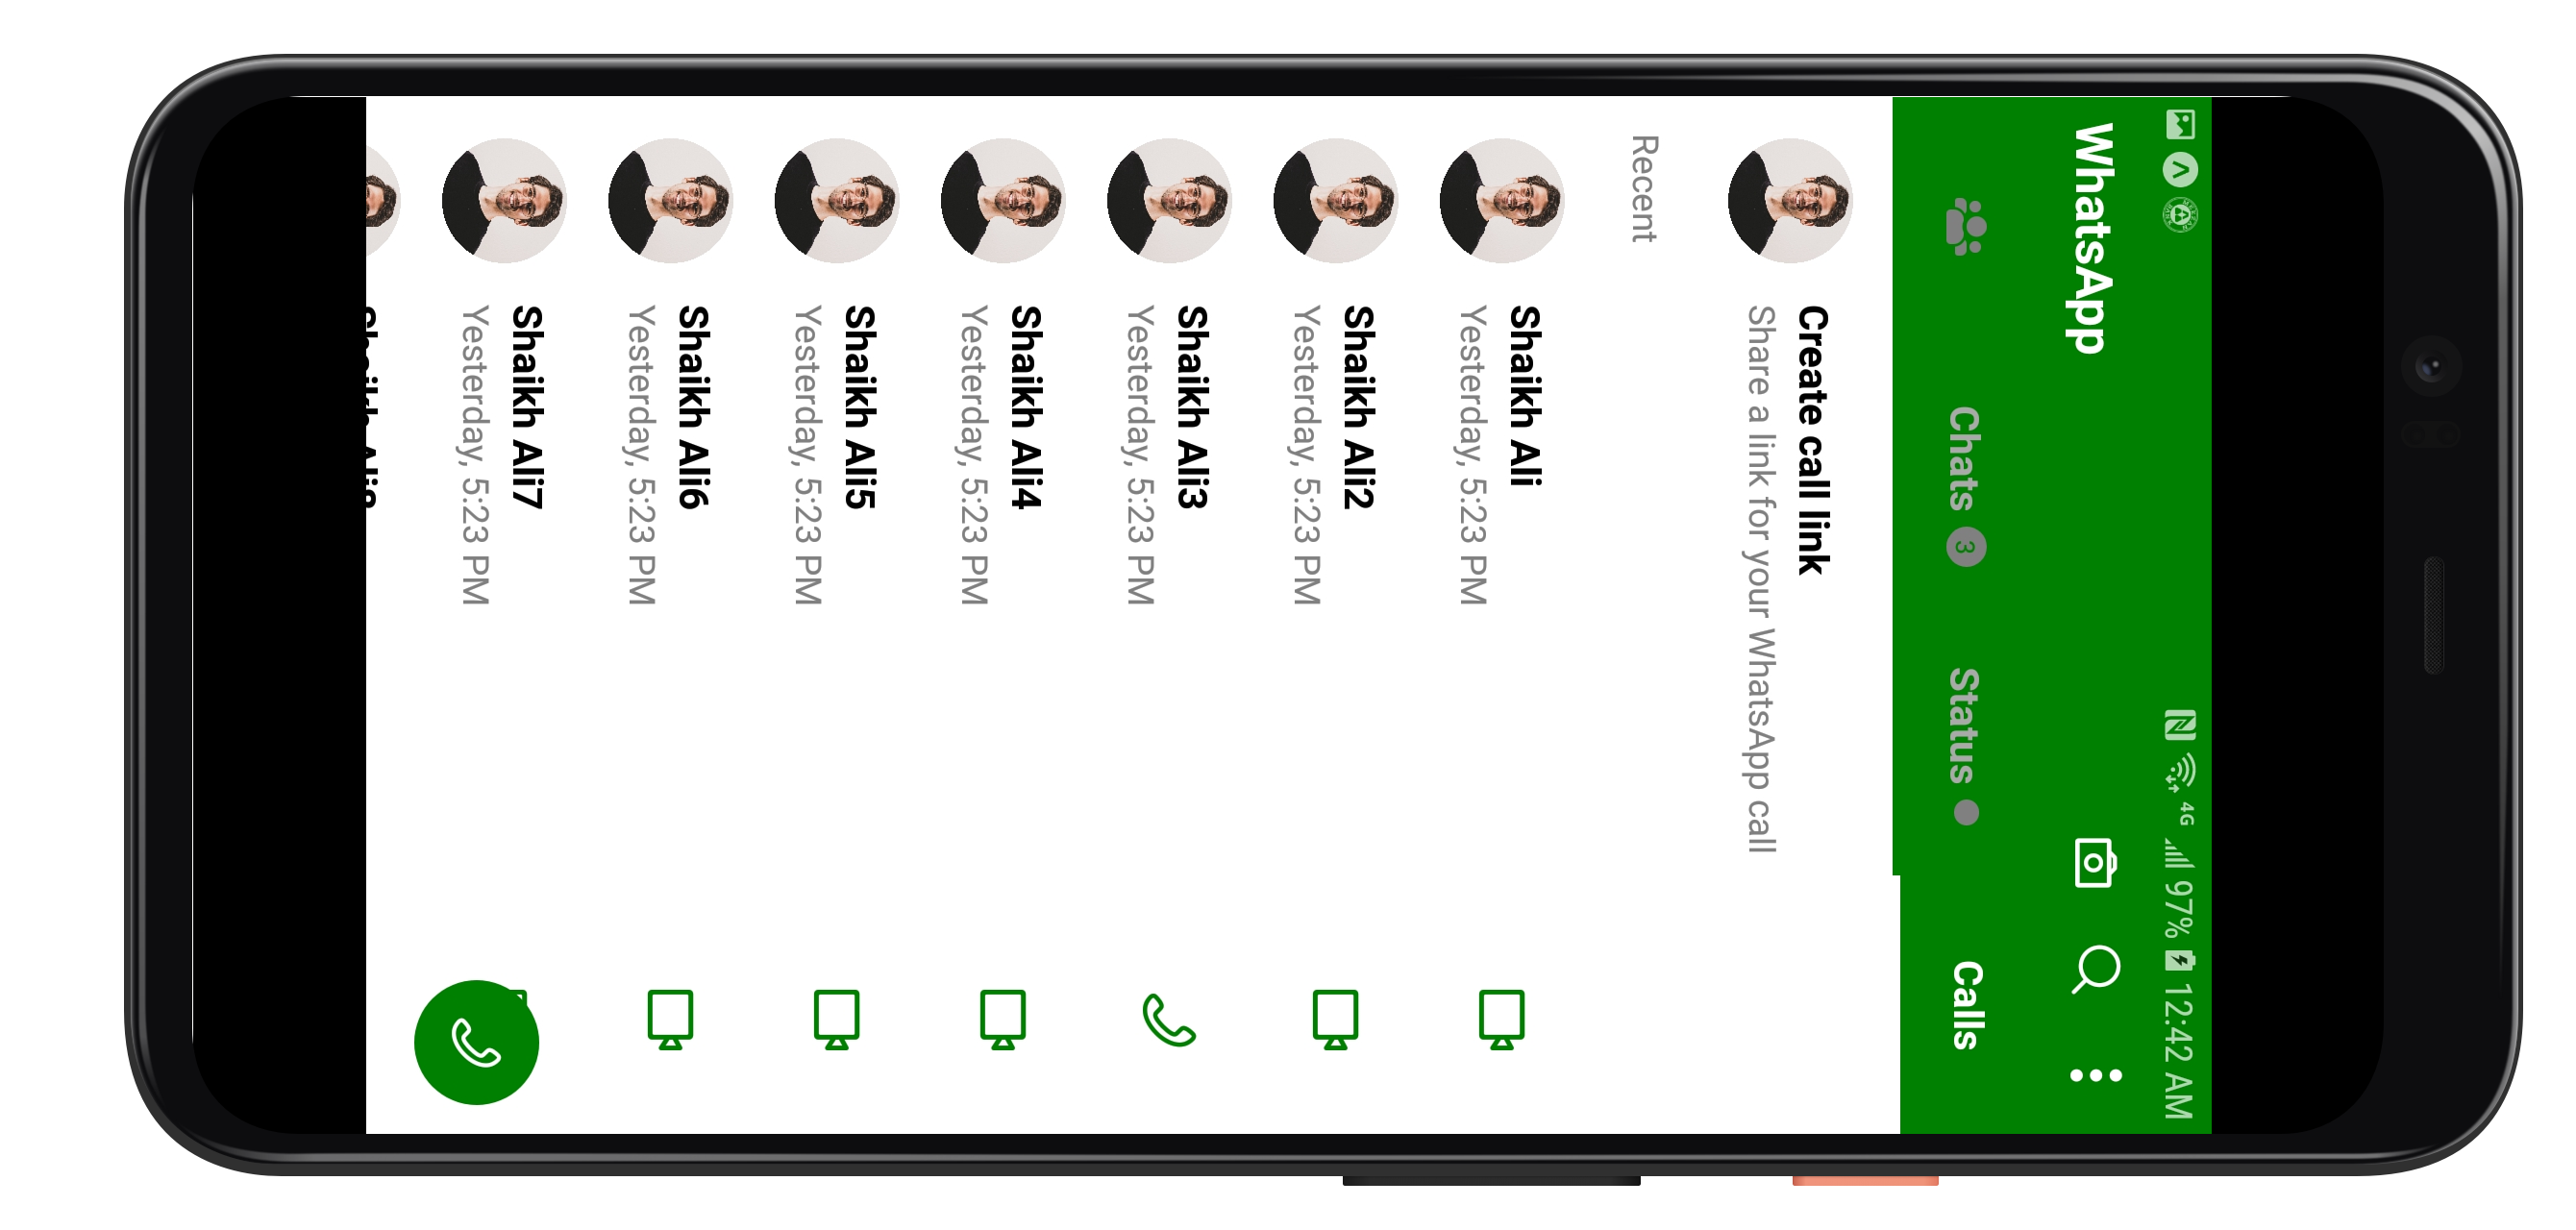 4G 97% 12:42 AM
WhatsApp
Chats 3 Status Calls
Create call link
Share a link for your WhatsApp call
Recent
Shaikh Ali
Yesterday, 5:23 PM
Shaikh Ali2
Yesterday, 5:23 PM
Shaikh Ali3
Yesterday, 5:23 PM
Shaikh Ali4
Yesterday, 5:23 PM
Shaikh Ali5
Yesterday, 5:23 PM
Shaikh Ali6
Yesterday, 5:23 PM
Shaikh Ali7
Yesterday, 5:23 PM